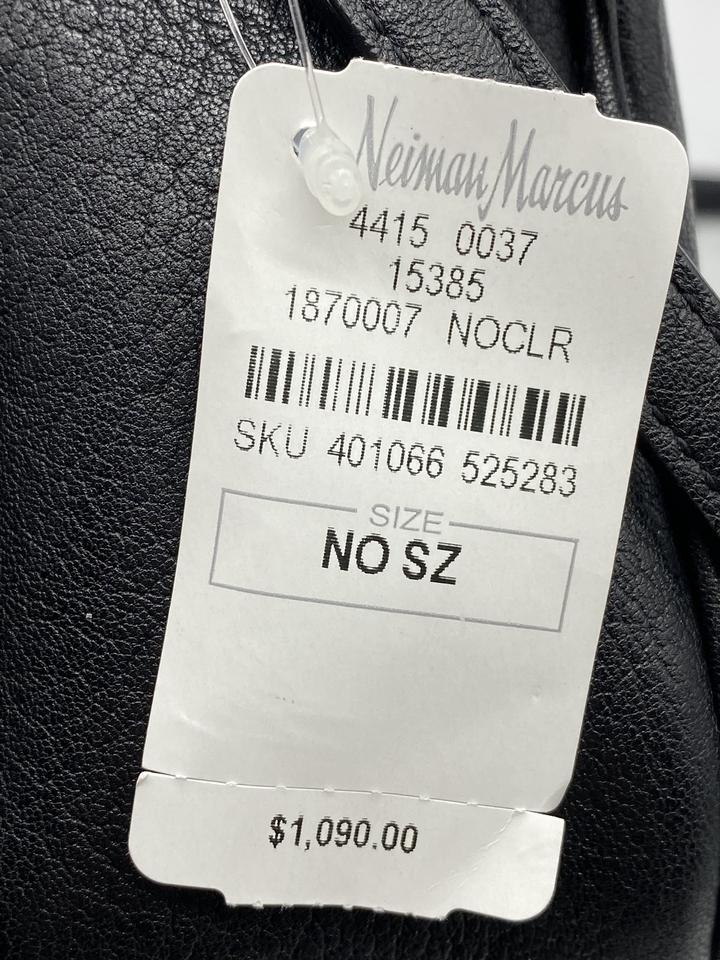 Neiman Marcus
4415 0037
15385
1870007 NOCLR
SKU 401066 525283
SIZE
NO SZ
$1,090.00